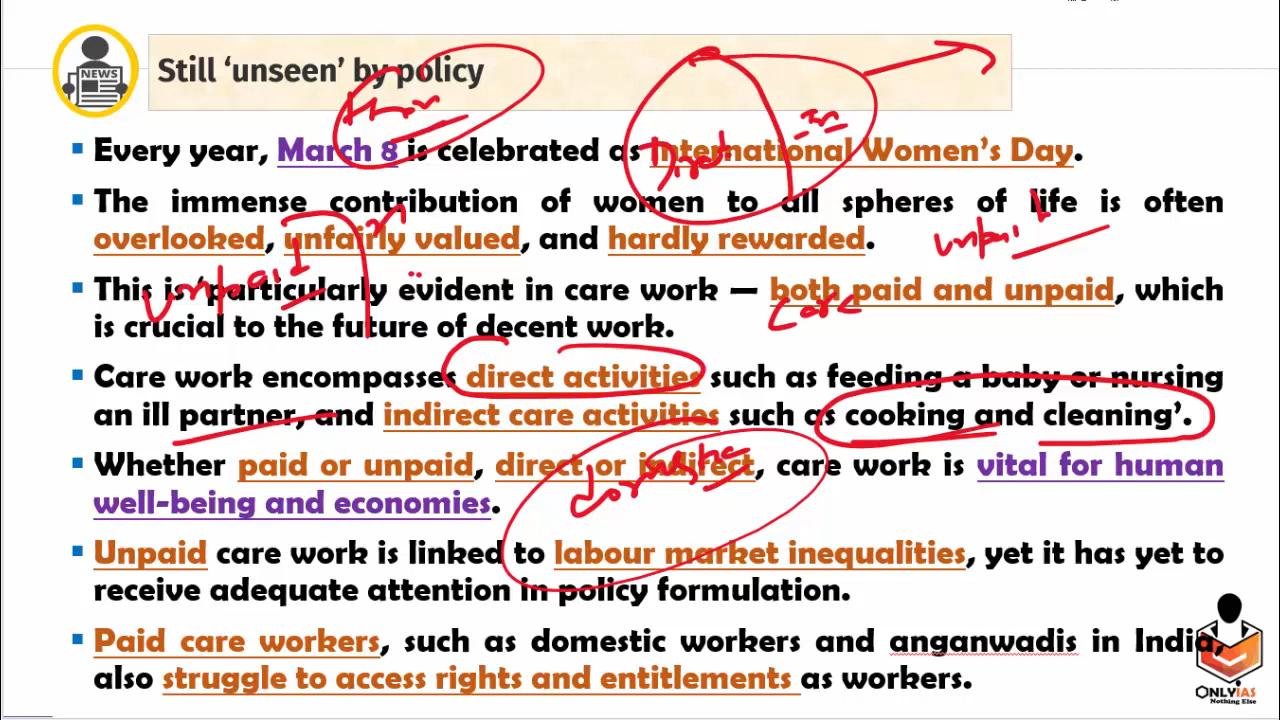 NEWS
Still ‘unseen’ by policy
▪ Every year, March 8 is celebrated as International Women’s Day.
▪ The immense contribution of women to all spheres of life is often
overlooked, unfairly valued, and hardly rewarded.
▪ This is ‘particularly evident in care work — both paid and unpaid, which
is crucial to the future of decent work.
▪ Care work encompasses direct activities such as feeding a baby or nursing
an ill partner, and indirect care activities such as cooking and cleaning’.
▪ Whether paid or unpaid, direct or indirect, care work is vital for human
well-being and economies.
▪ Unpaid care work is linked to labour market inequalities, yet it has yet to
receive adequate attention in policy formulation.
▪ Paid care workers, such as domestic workers and anganwadis in India,
also struggle to access rights and entitlements as workers.
Direct
unpaid
unpaid
care
ONLYIAS
Nothing Else